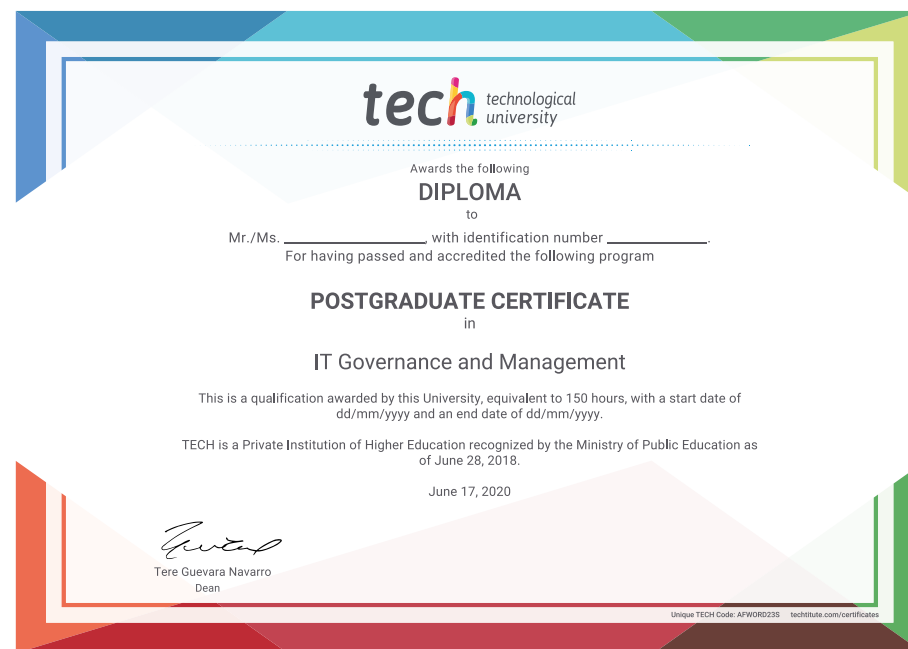 tech technological
university
Awards the following
DIPLOMA
to
Mr./Ms. ____________, with identification number ____________.
For having passed and accredited the following program
POSTGRADUATE CERTIFICATE
in
IT Governance and Management
This is a qualification awarded by this University, equivalent to 150 hours, with a start date of
dd/mm/yyyy and an end date of dd/mm/yyyy.
TECH is a Private Institution of Higher Education recognized by the Ministry of Public Education as
of June 28, 2018.
June 17, 2020
Tere Guevara Navarro
Dean
Unique TECH Code: AFWORD23S techtitute.com/certificates